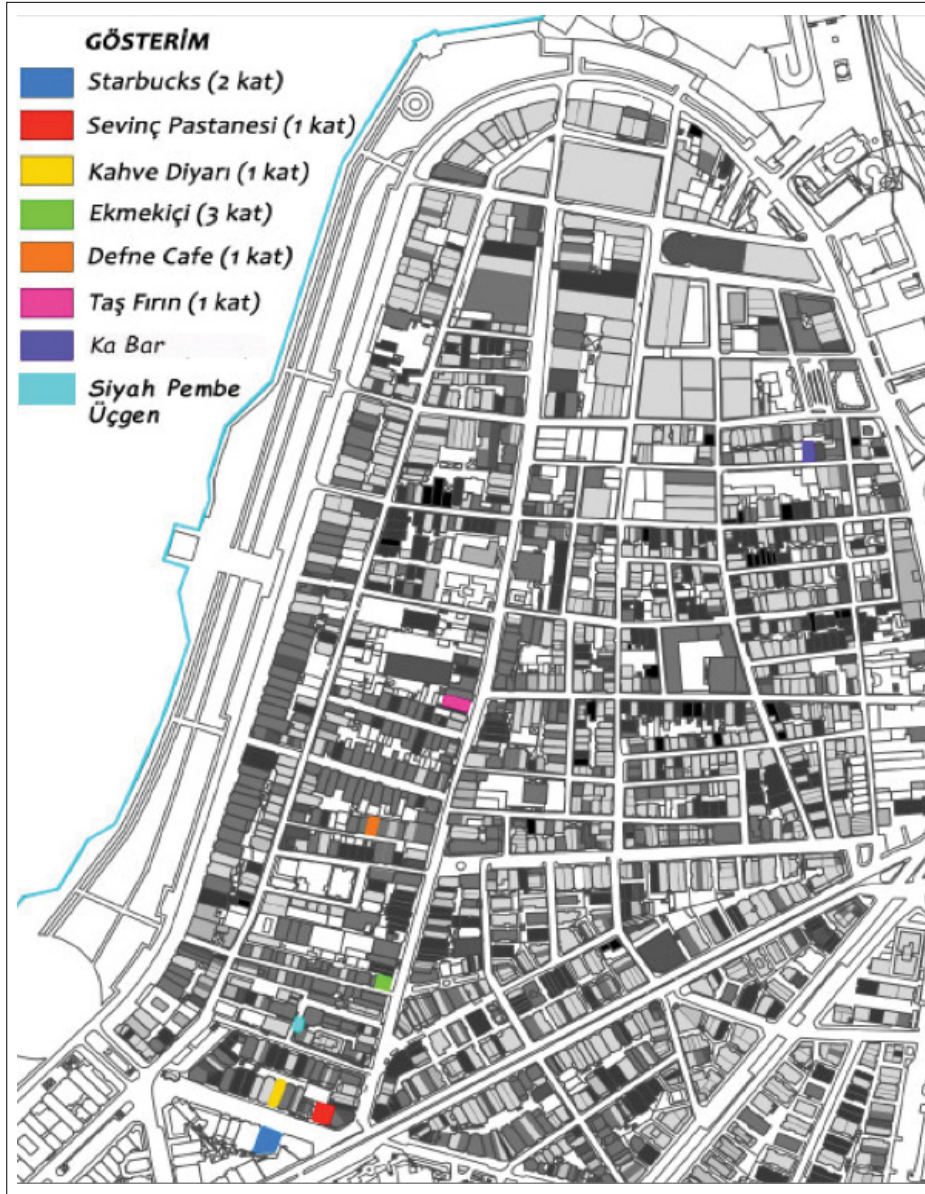 GÖSTERİM
Starbucks (2 kat)
Sevinç Pastanesi (1 kat)
Kahve Diyarı (1 kat)
Ekmekiçi (3 kat)
Defne Cafe (1 kat)
Taş Fırın (1 kat)
Ka Bar
Siyah Pembe
Üçgen